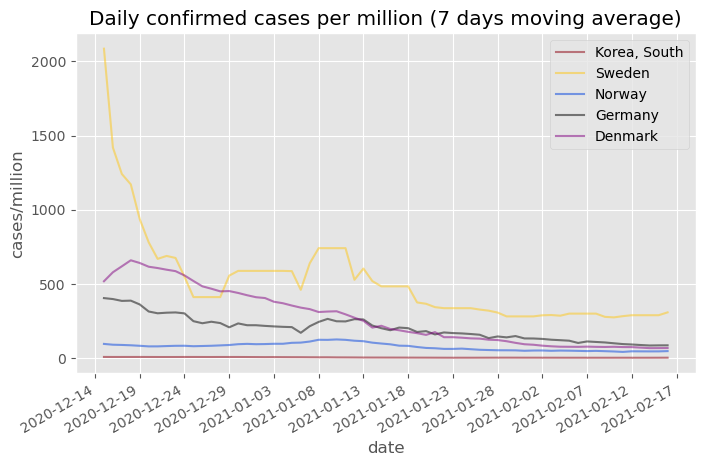 Daily confirmed cases per million (7 days moving average)
Korea, South
Sweden
Norway
Germany
Denmark
2000
1500
1000
500
0
cases/million
2020-12-14
2020-12-19
2020-12-24
2020-12-29
2021-01-03
2021-01-08
2021-01-13
2021-01-18
2021-01-23
2021-01-28
2021-02-02
2021-02-07
2021-02-12
2021-02-17
date